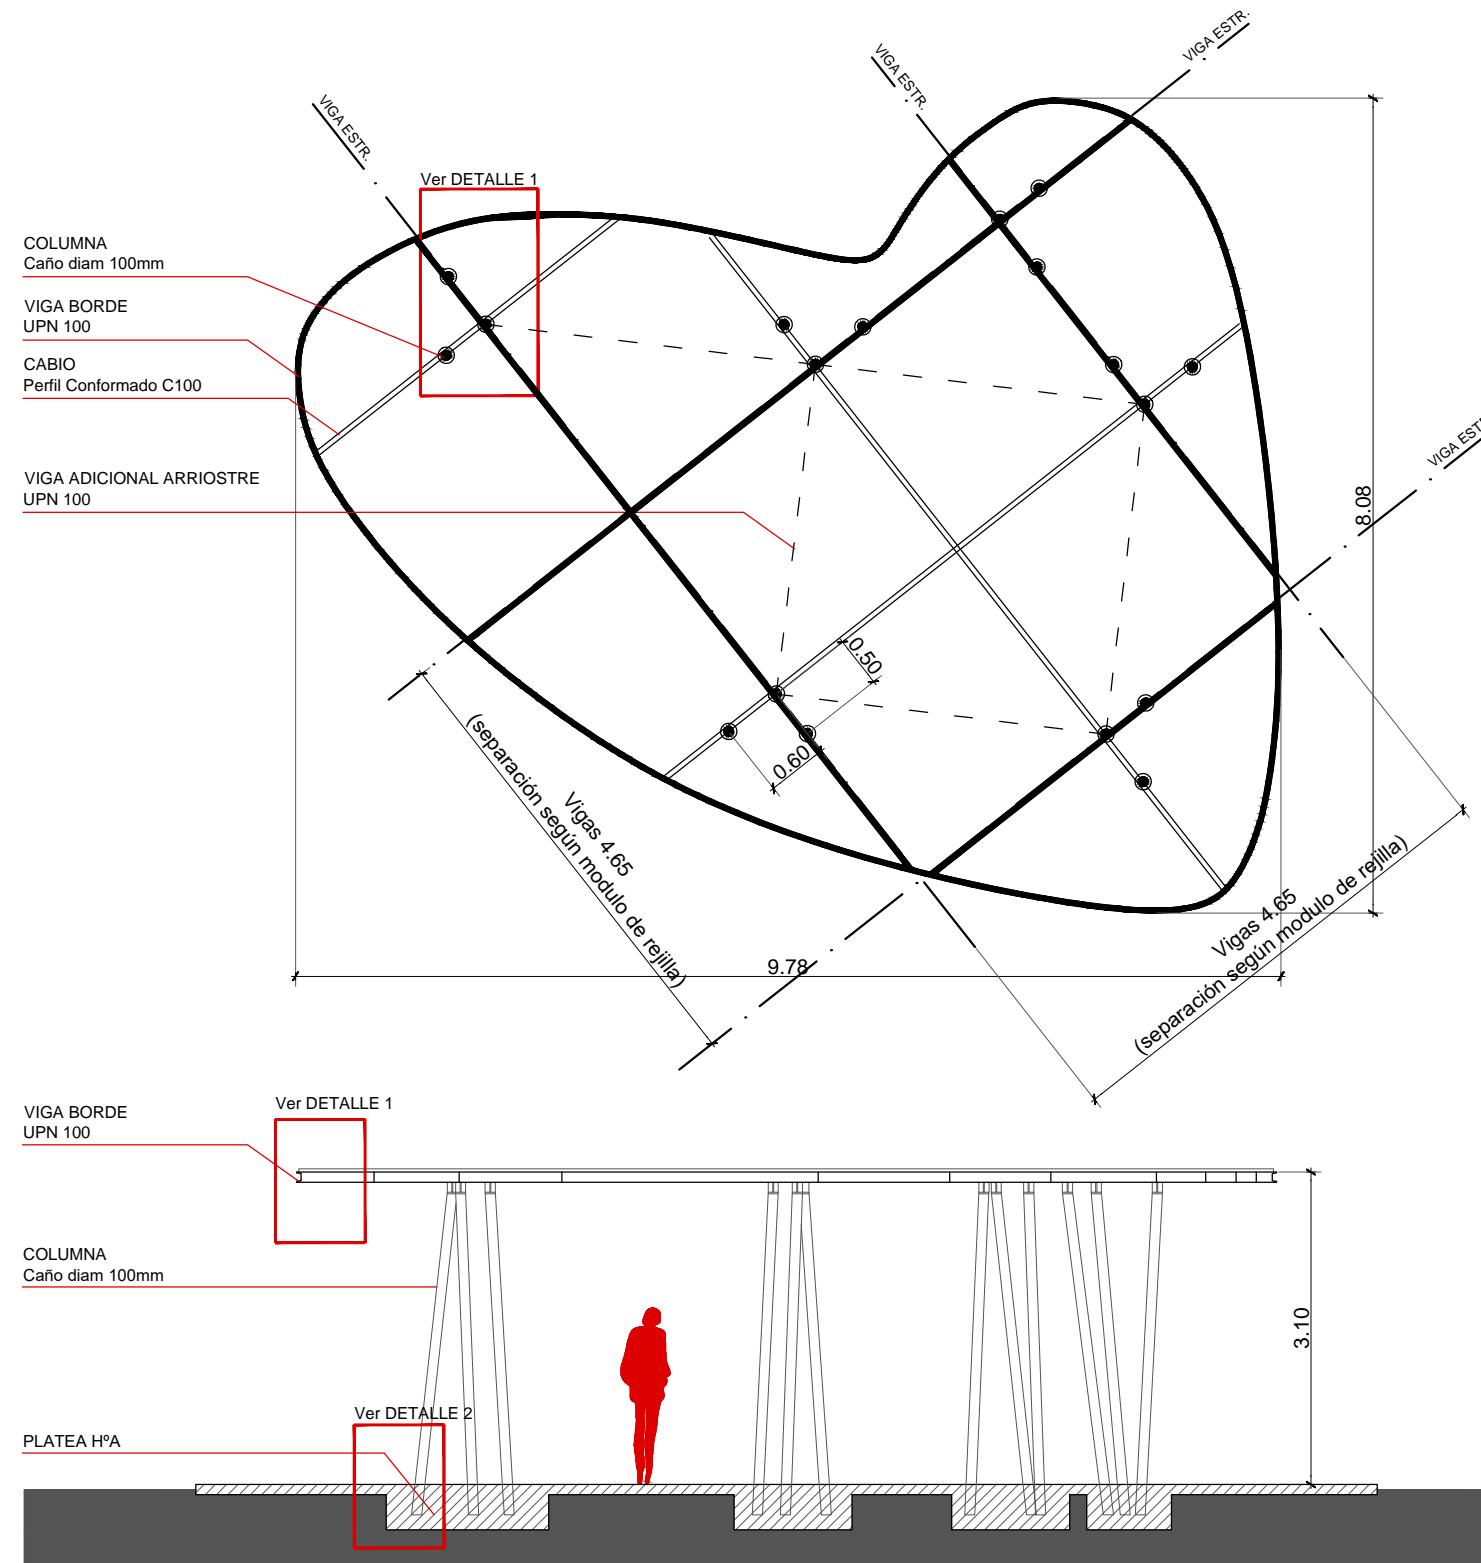 VIGA ESTR.
VIGA ESTR.
VIGA ESTR.
Ver DETALLE 1
COLUMNA
Caño diam 100mm
VIGA BORDE
UPN 100
CABIO
Perfil Conformado C100
VIGA ADICIONAL ARRIOSTRE
UPN 100
VIGA EST
8.08
0.50
0.60
Vigas 4.65
(separación según modulo de rejilla)
Vigas 4.65
(separación según modulo de rejilla)
9.78
Ver DETALLE 1
VIGA BORDE
UPN 100
COLUMNA
Caño diam 100mm
3.10
Ver DETALLE 2
PLATEA HºA